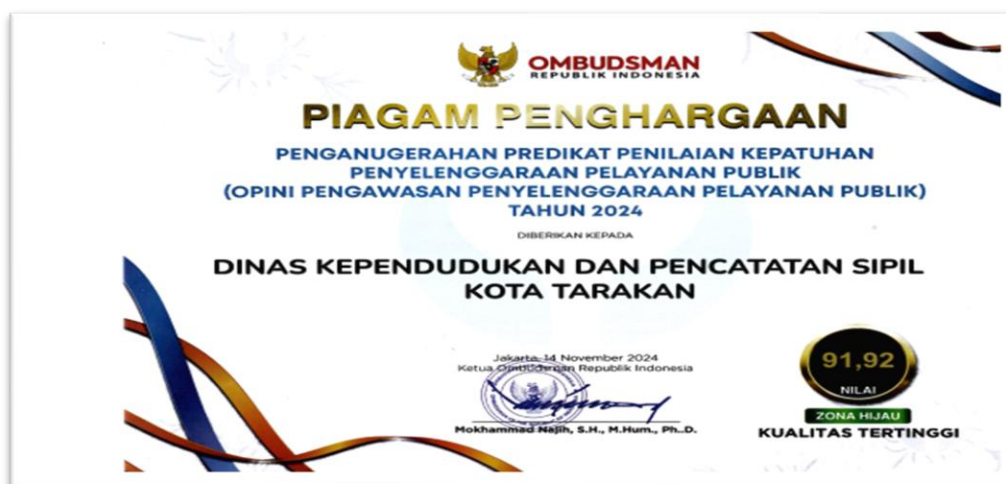 OMBUDSMAN
REPUBLIK INDONESIA
PIAGAM PENGHARGAAN
PENGANUGERAHAN PREDIKAT PENILAIAN KEPATUHAN
PENYELENGGARAAN PELAYANAN PUBLIK
(OPINI PENGAWASAN PENYELENGGARAAN PELAYANAN PUBLIK)
TAHUN 2024
DIBERIKAN KEPADA
DINAS KEPENDUDUKAN DAN PENCATATAN SIPIL
KOTA TARAKAN
Jakarta, 14 November 2024
Ketua Ombudsman Republik Indonesia
Mokhammad Najih, S.H., M.Hum., Ph.D.
91,92
NILAI
ZONA HIJAU
KUALITAS TERTINGGI